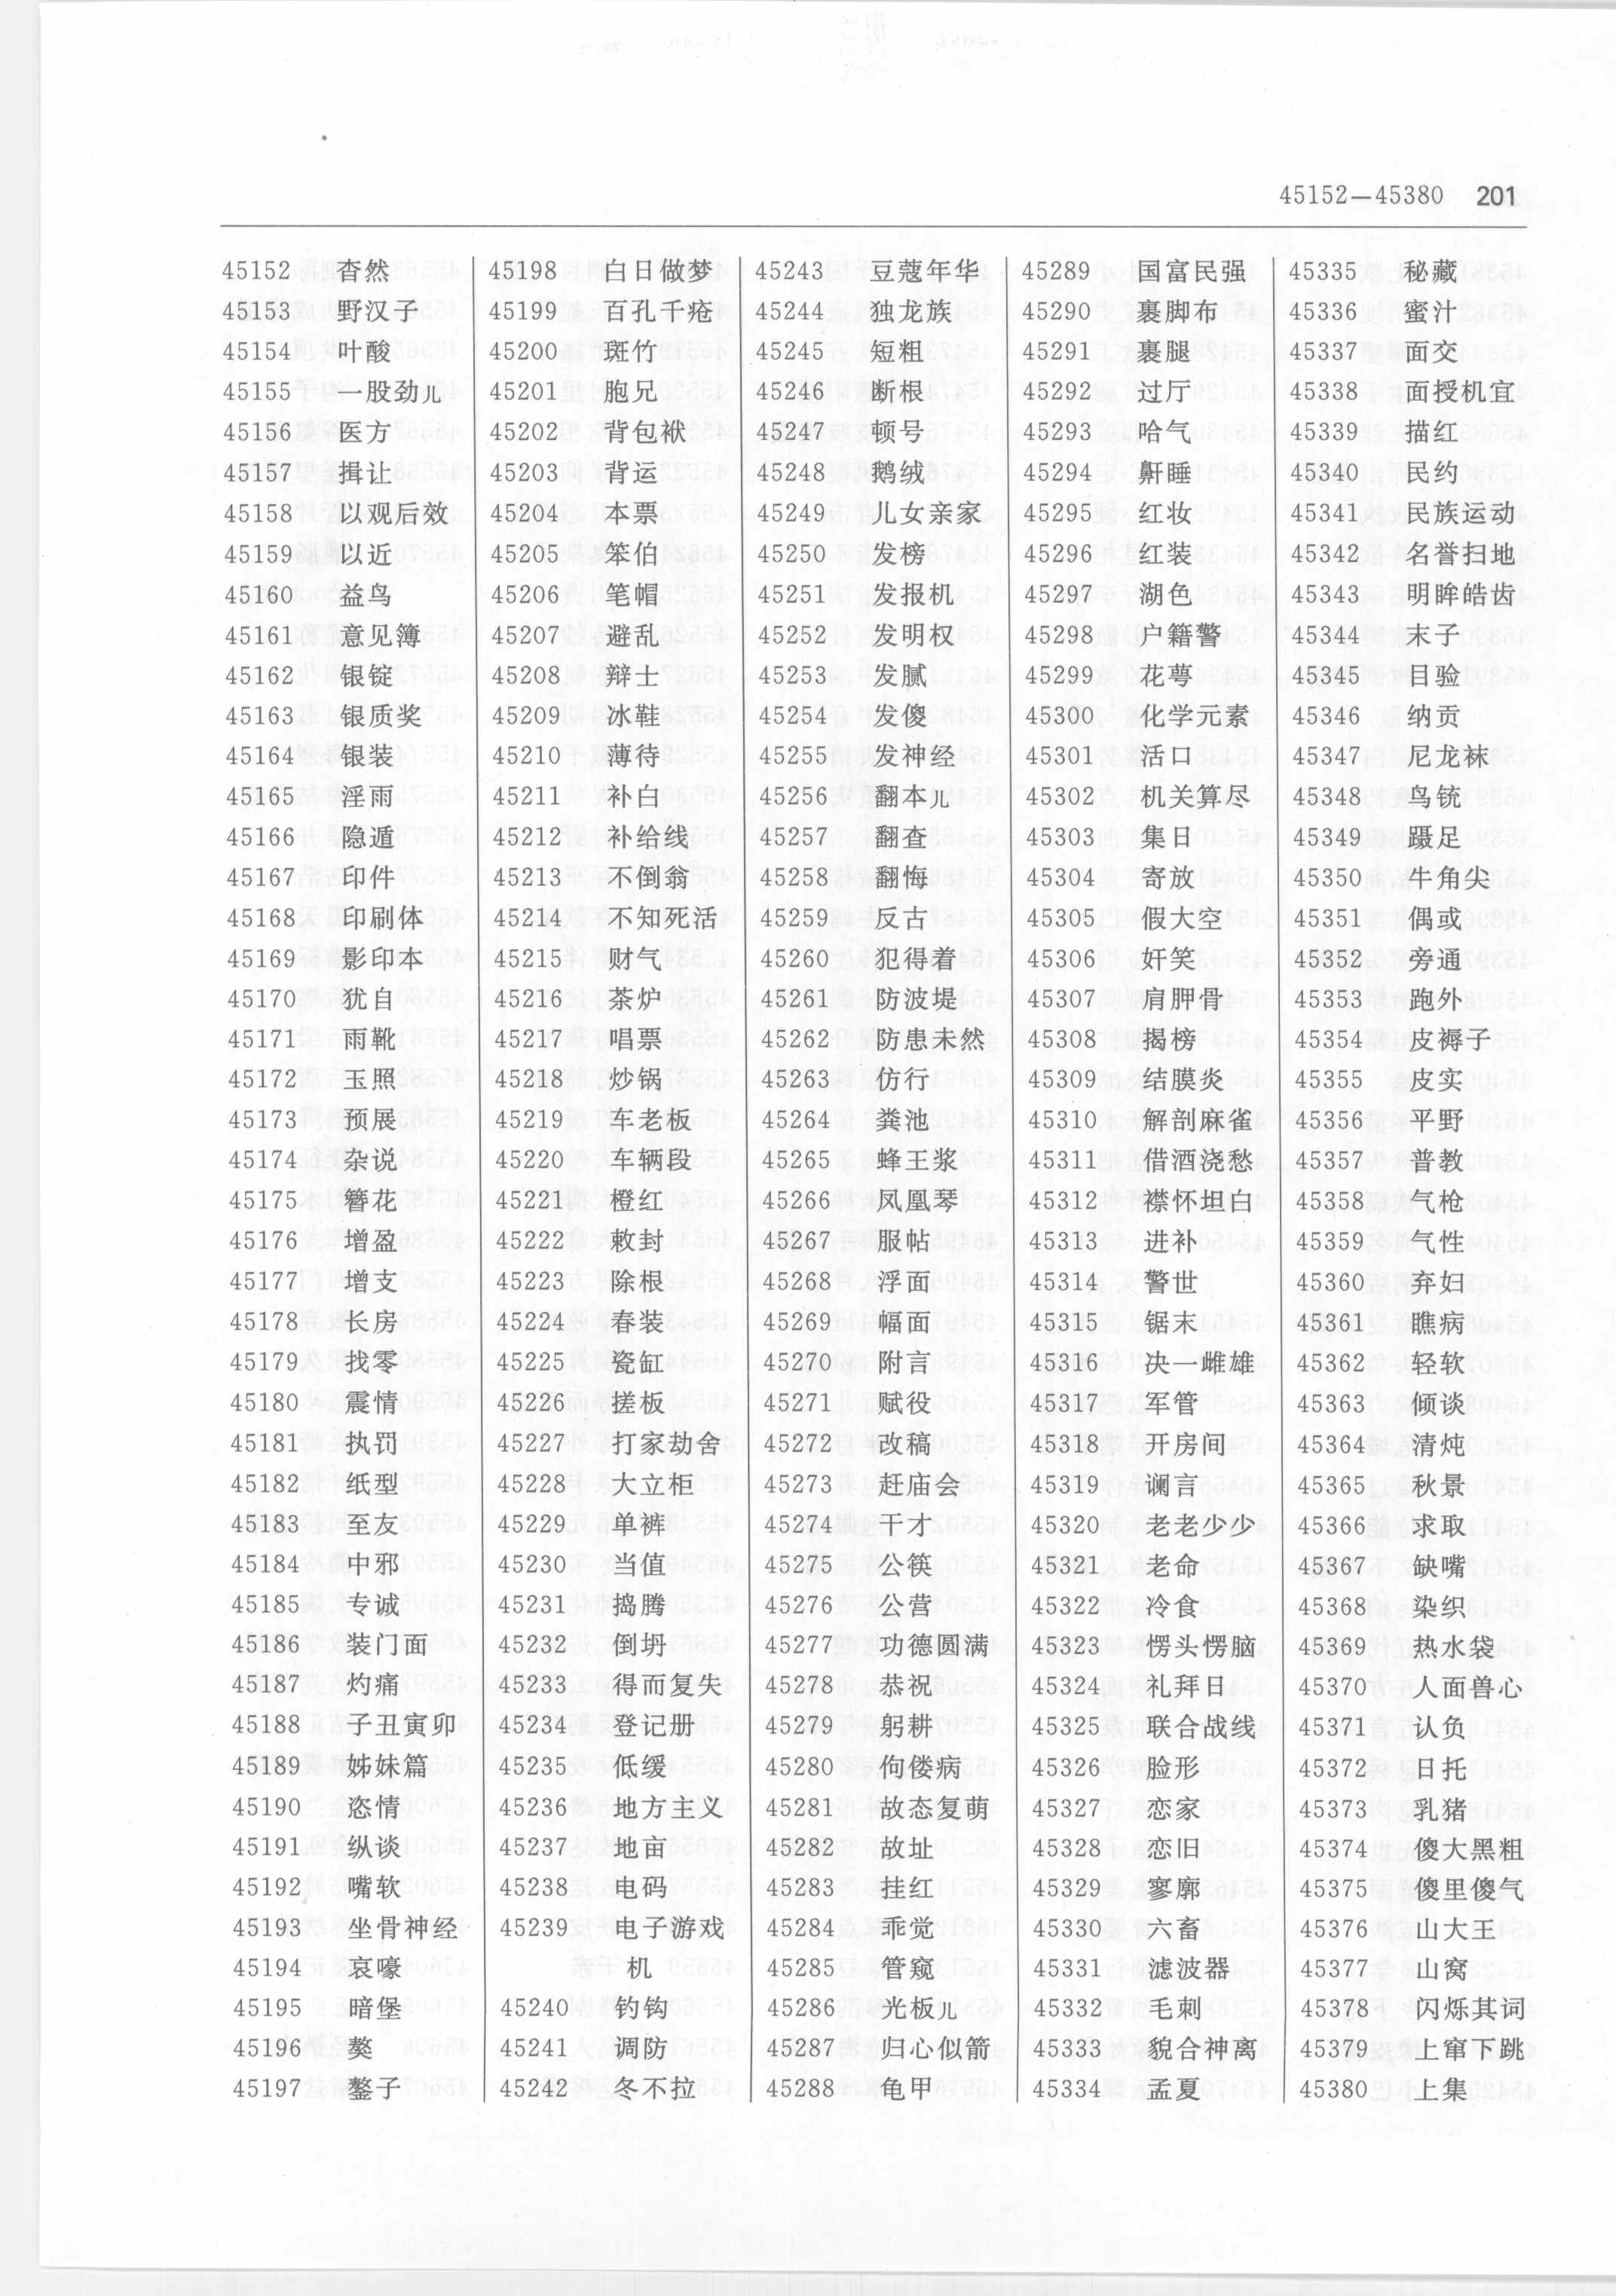 45152—45380 201
45152 杳然
45153 野汉子
45154 叶酸
45155 一股劲儿
45156 医方
45157 揖让
45158 以观后效
45159 以近
45160 益鸟
45161 意见簿
45162 银锭
45163 银质奖
45164 银装
45165 淫雨
45166 隐遁
45167 印件
45168 印刷体
45169 影印本
45170 犹自
45171 雨靴
45172 玉照
45173 预展
45174 杂说
45175 簪花
45176 增盈
45177 增支
45178 长房
45179 找零
45180 震情
45181 执罚
45182 纸型
45183 至友
45184 中邪
45185 专诚
45186 装门面
45187 灼痛
45188 子丑寅卯
45189 姊妹篇
45190 恣情
45191 纵谈
45192 嘴软
45193 坐骨神经
45194 哀嚎
45195 暗堡
45196 獒
45197 鏊子
45198 白日做梦
45199 百孔千疮
45200 斑竹
45201 胞兄
45202 背包袱
45203 背运
45204 本票
45205 笨伯
45206 笔帽
45207 避乱
45208 辩士
45209 冰鞋
45210 薄待
45211 补白
45212 补给线
45213 不倒翁
45214 不知死活
45215 财气
45216 茶炉
45217 唱票
45218 炒锅
45219 车老板
45220 车辆段
45221 橙红
45222 敕封
45223 除根
45224 春装
45225 瓷缸
45226 搓板
45227 打家劫舍
45228 大立柜
45229 单裤
45230 当值
45231 捣腾
45232 倒坍
45233 得而复失
45234 登记册
45235 低缓
45236 地方主义
45237 地亩
45238 电码
45239 电子游戏
机
45240 钓钩
45241 调防
45242 冬不拉
45243 豆蔻年华
45244 独龙族
45245 短粗
45246 断根
45247 顿号
45248 鹅绒
45249 儿女亲家
45250 发榜
45251 发报机
45252 发明权
45253 发腻
45254 发傻
45255 发神经
45256 翻本儿
45257 翻查
45258 翻悔
45259 反古
45260 犯得着
45261 防波堤
45262 防患未然
45263 仿行
45264 粪池
45265 蜂王浆
45266 凤凰琴
45267 服帖
45268 浮面
45269 幅面
45270 附言
45271 赋役
45272 改稿
45273 赶庙会
45274 干才
45275 公筷
45276 公营
45277 功德圆满
45278 恭祝
45279 躬耕
45280 佝偻病
45281 故态复萌
45282 故址
45283 挂红
45284 乖觉
45285 管窥
45286 光板儿
45287 归心似箭
45288 龟甲
45289 国富民强
45290 裹脚布
45291 裹腿
45292 过厅
45293 哈气
45294 鼾睡
45295 红妆
45296 红装
45297 湖色
45298 户籍警
45299 花萼
45300 化学元素
45301 活口
45302 机关算尽
45303 集日
45304 寄放
45305 假大空
45306 奸笑
45307 肩胛骨
45308 揭榜
45309 结膜炎
45310 解剖麻雀
45311 借酒浇愁
45312 襟怀坦白
45313 进补
45314 警世
45315 锯末
45316 决一雌雄
45317 军管
45318 开房间
45319 谰言
45320 老老少少
45321 老命
45322 冷食
45323 愣头愣脑
45324 礼拜日
45325 联合战线
45326 脸形
45327 恋家
45328 恋旧
45329 寥廓
45330 六畜
45331 滤波器
45332 毛刺
45333 貌合神离
45334 孟夏
45335 秘藏
45336 蜜汁
45337 面交
45338 面授机宜
45339 描红
45340 民约
45341 民族运动
45342 名誉扫地
45343 明眸皓齿
45344 末子
45345 目验
45346 纳贡
45347 尼龙袜
45348 鸟铳
45349 蹑足
45350 牛角尖
45351 偶或
45352 旁通
45353 跑外
45354 皮褥子
45355 皮实
45356 平野
45357 普教
45358 气枪
45359 气性
45360 弃妇
45361 瞧病
45362 轻软
45363 倾谈
45364 清炖
45365 秋景
45366 求取
45367 缺嘴
45368 染织
45369 热水袋
45370 人面兽心
45371 认负
45372 日托
45373 乳猪
45374 傻大黑粗
45375 傻里傻气
45376 山大王
45377 山窝
45378 闪烁其词
45379 上窜下跳
45380 上集